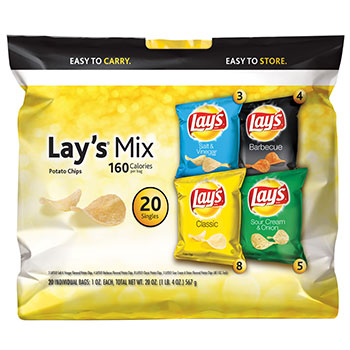 EASY TO CARRY.
EASY TO STORE.
Lay's Mix
Potato Chips
160 Calories per bag
20
Singles
3
Lay's
Salt & Vinegar
4
Lay's
Barbecue
Lay's
Classic
8
Lay's
Sour Cream & Onion
5
20 INDIVIDUAL BAGS: 1 OZ. EACH, TOTAL NET WT. 20 OZ. (1 LB. 4 OZ.) 567 g